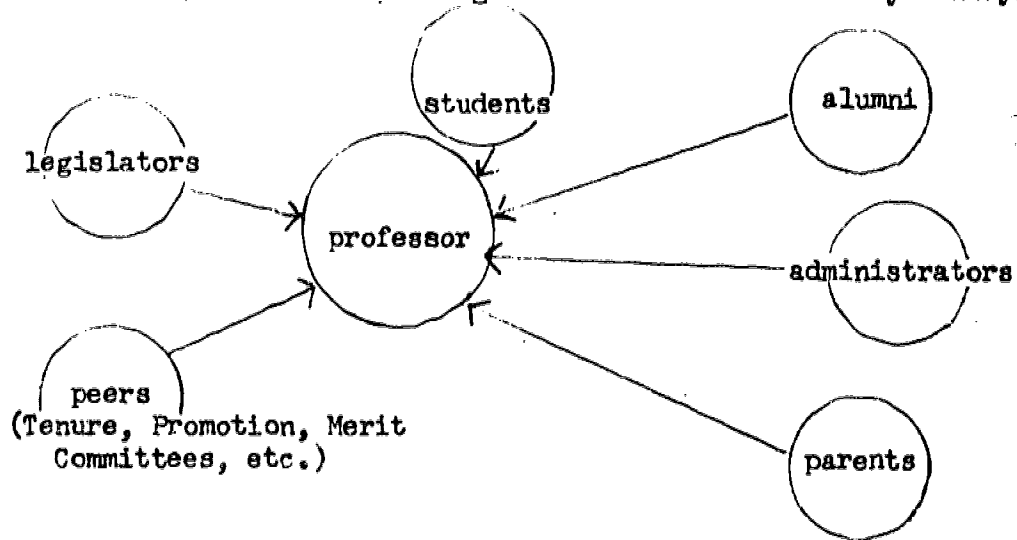 students
alumni
legislators
professor
administrators
peers
(Tenure, Promotion, Merit
Committees, etc.)
parents